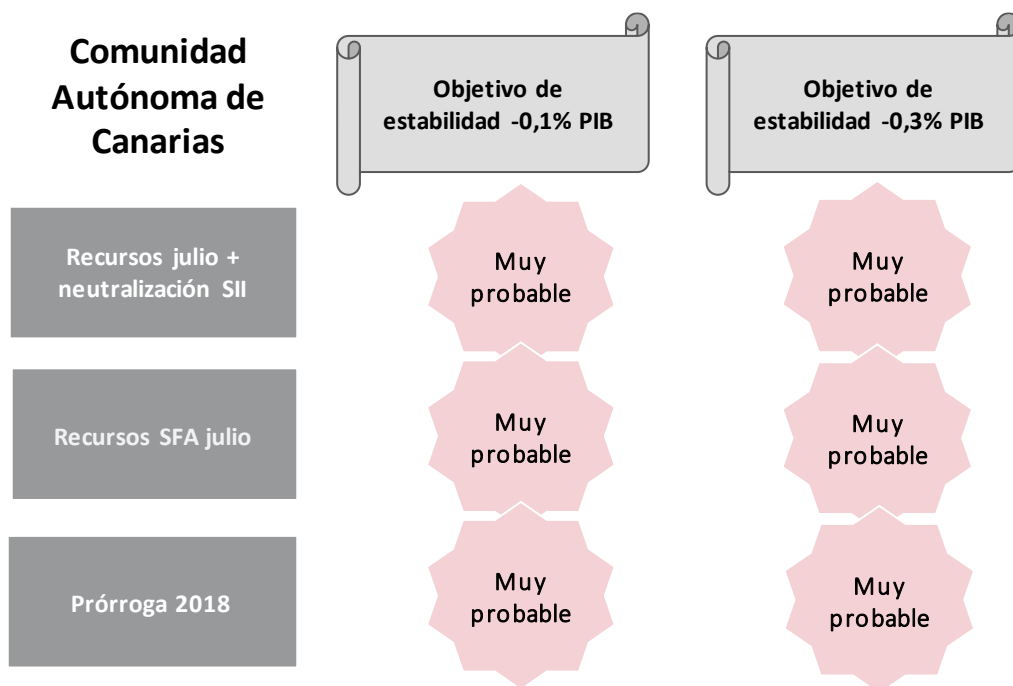 Comunidad
Autónoma de
Canarias
Objetivo de
estabilidad -0,1% PIB
Objetivo de
estabilidad -0,3% PIB
Recursos julio +
neutralización SII
Muy
probable
Muy
probable
Recursos SFA julio
Muy
probable
Muy
probable
Prórroga 2018
Muy
probable
Muy
probable